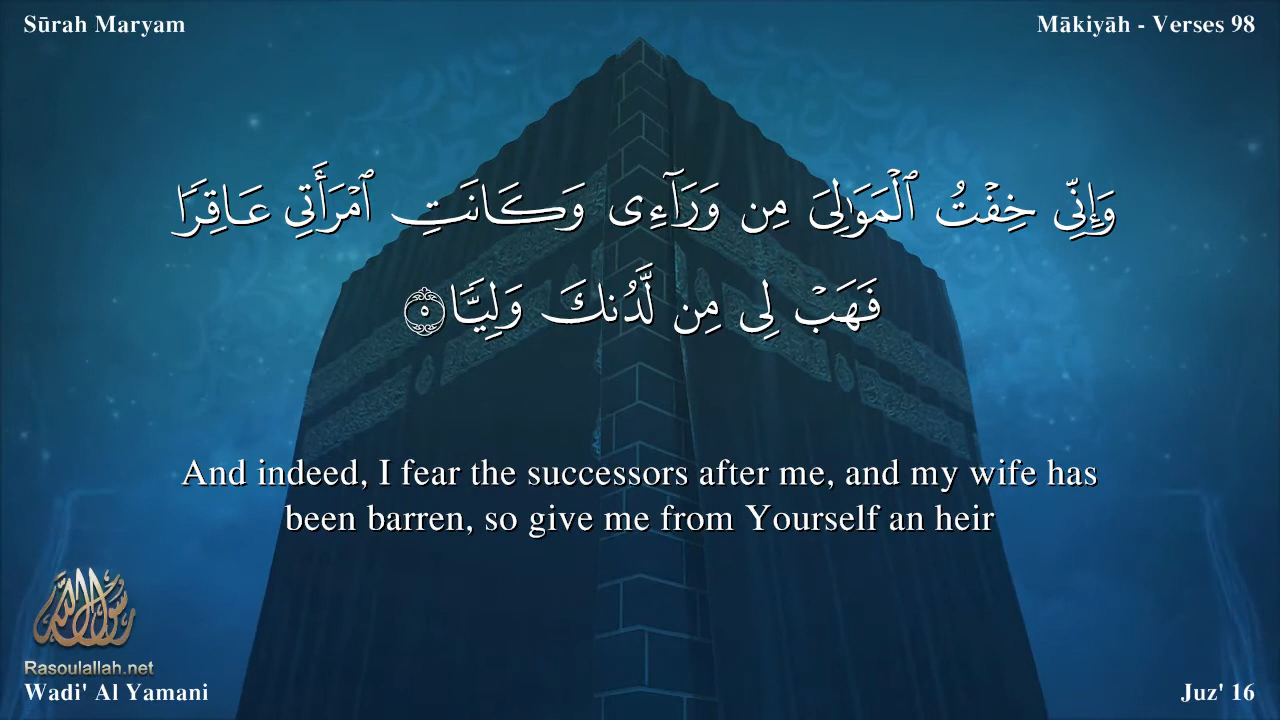 Sūrah Maryam
Mākiyāh - Verses 98
وَإِنِّى خِفْتُ ٱلْمَوَٰلِىَ مِن وَرَآءِى وَكَانَتِ ٱمْرَأَتِى عَاقِرًا
فَهَبْ لِى مِن لَّدُنكَ وَلِيًّا ٥
And indeed, I fear the successors after me, and my wife has
been barren, so give me from Yourself an heir
رسول الله
Rasoulallah.net
Wadi' Al Yamani
Juz' 16